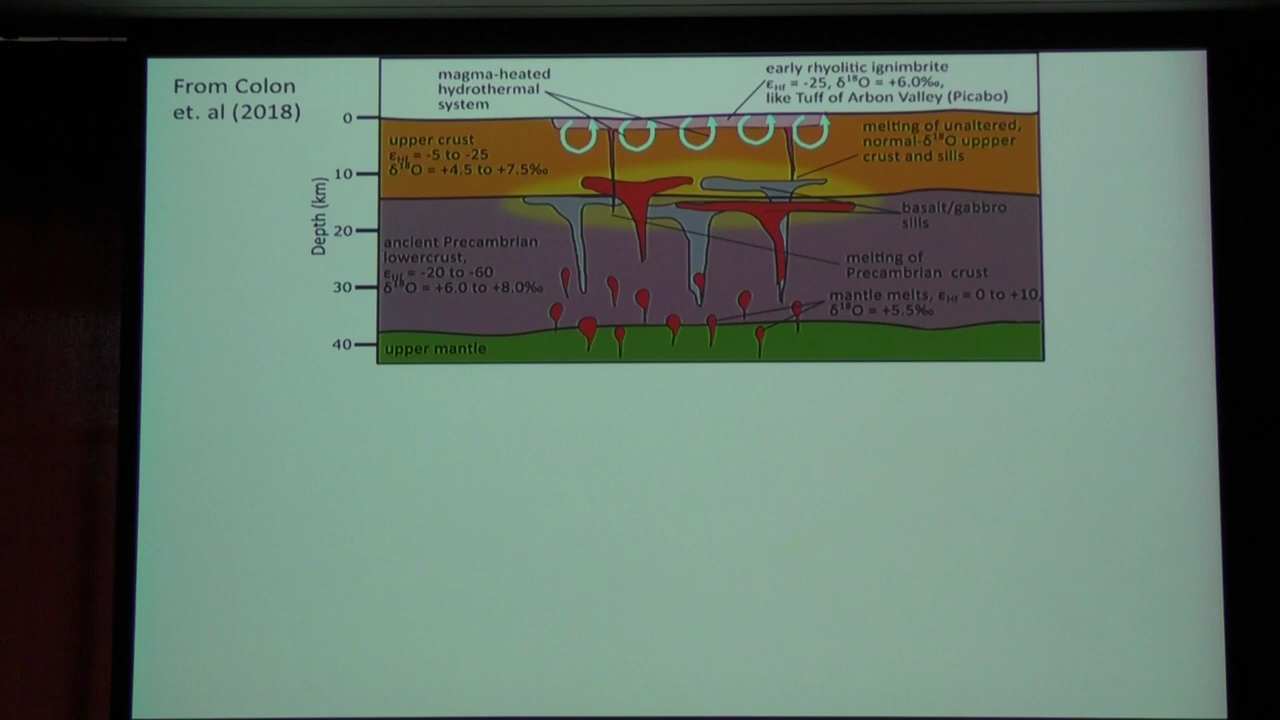 From Colon
et. al (2018)
magma-heated
hydrothermal
system
early rhyolitic ignimbrite
εHf = -25, δ18O = +6.0‰,
like Tuff of Arbon Valley (Picabo)
0
10
20
30
40
Depth (km)
upper crust
εHf = -5 to -25
δ18O = +4.5 to +7.5‰
melting of unaltered,
normal-δ18O uppper
crust and sills
basalt/gabbro
sills
ancient Precambrian
lowercrust,
εHf = -20 to -60
δ18O = +6.0 to +8.0‰
melting of
Precambrian crust
mantle melts, εHf = 0 to +10,
δ18O = +5.5‰
upper mantle